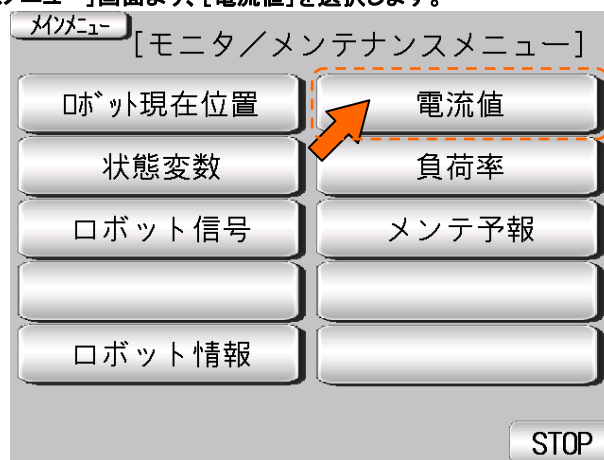 メニュー]画面より、[電流値]を選択します。
メインメニュー
[モニタ／メンテナンスメニュー]
ロボット現在位置
電流値
状態変数
負荷率
ロボット信号
メンテ予報
ロボット情報
STOP